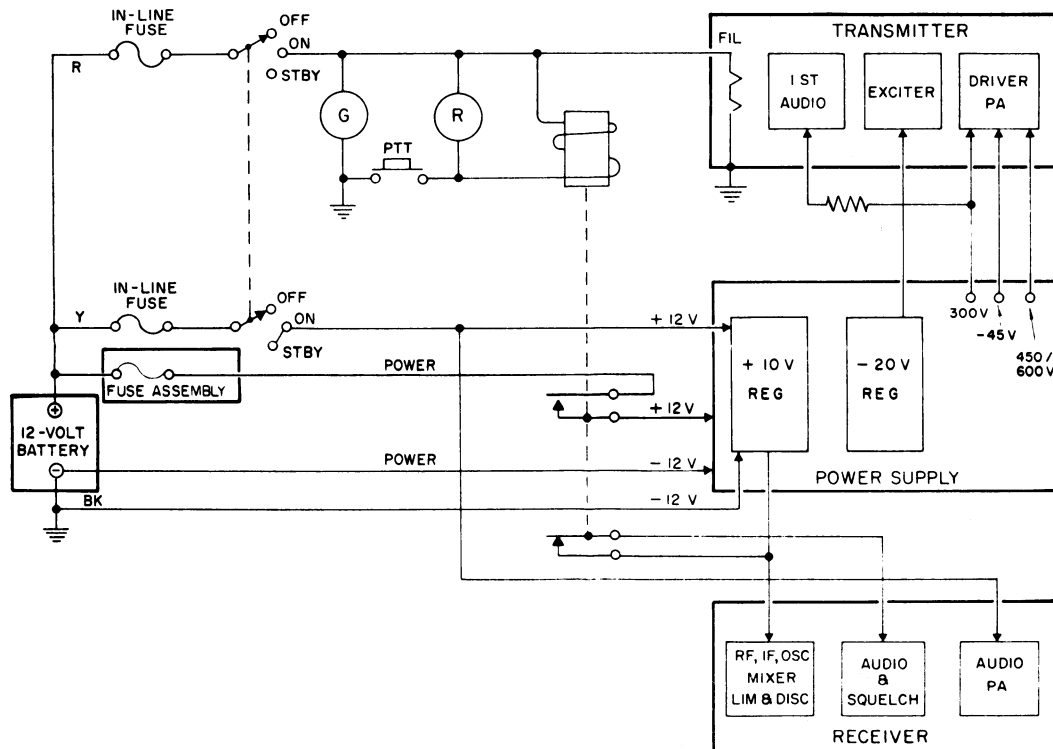 IN-LINE
FUSE
OFF
ON
STBY
R
G
R
PTT
FIL
TRANSMITTER
1 ST
AUDIO
EXCITER
DRIVER
PA
IN-LINE
FUSE
OFF
ON
STBY
Y
+ 12 V
300V
-45 V
450 /
600 V
+ 10 V
REG
- 20 V
REG
POWER
FUSE ASSEMBLY
+ 12 V
12-VOLT
BATTERY
POWER
- 12 V
POWER SUPPLY
BK
- 12 V
RF, IF, OSC
MIXER
LIM & DISC
AUDIO
&
SQUELCH
AUDIO
PA
RECEIVER